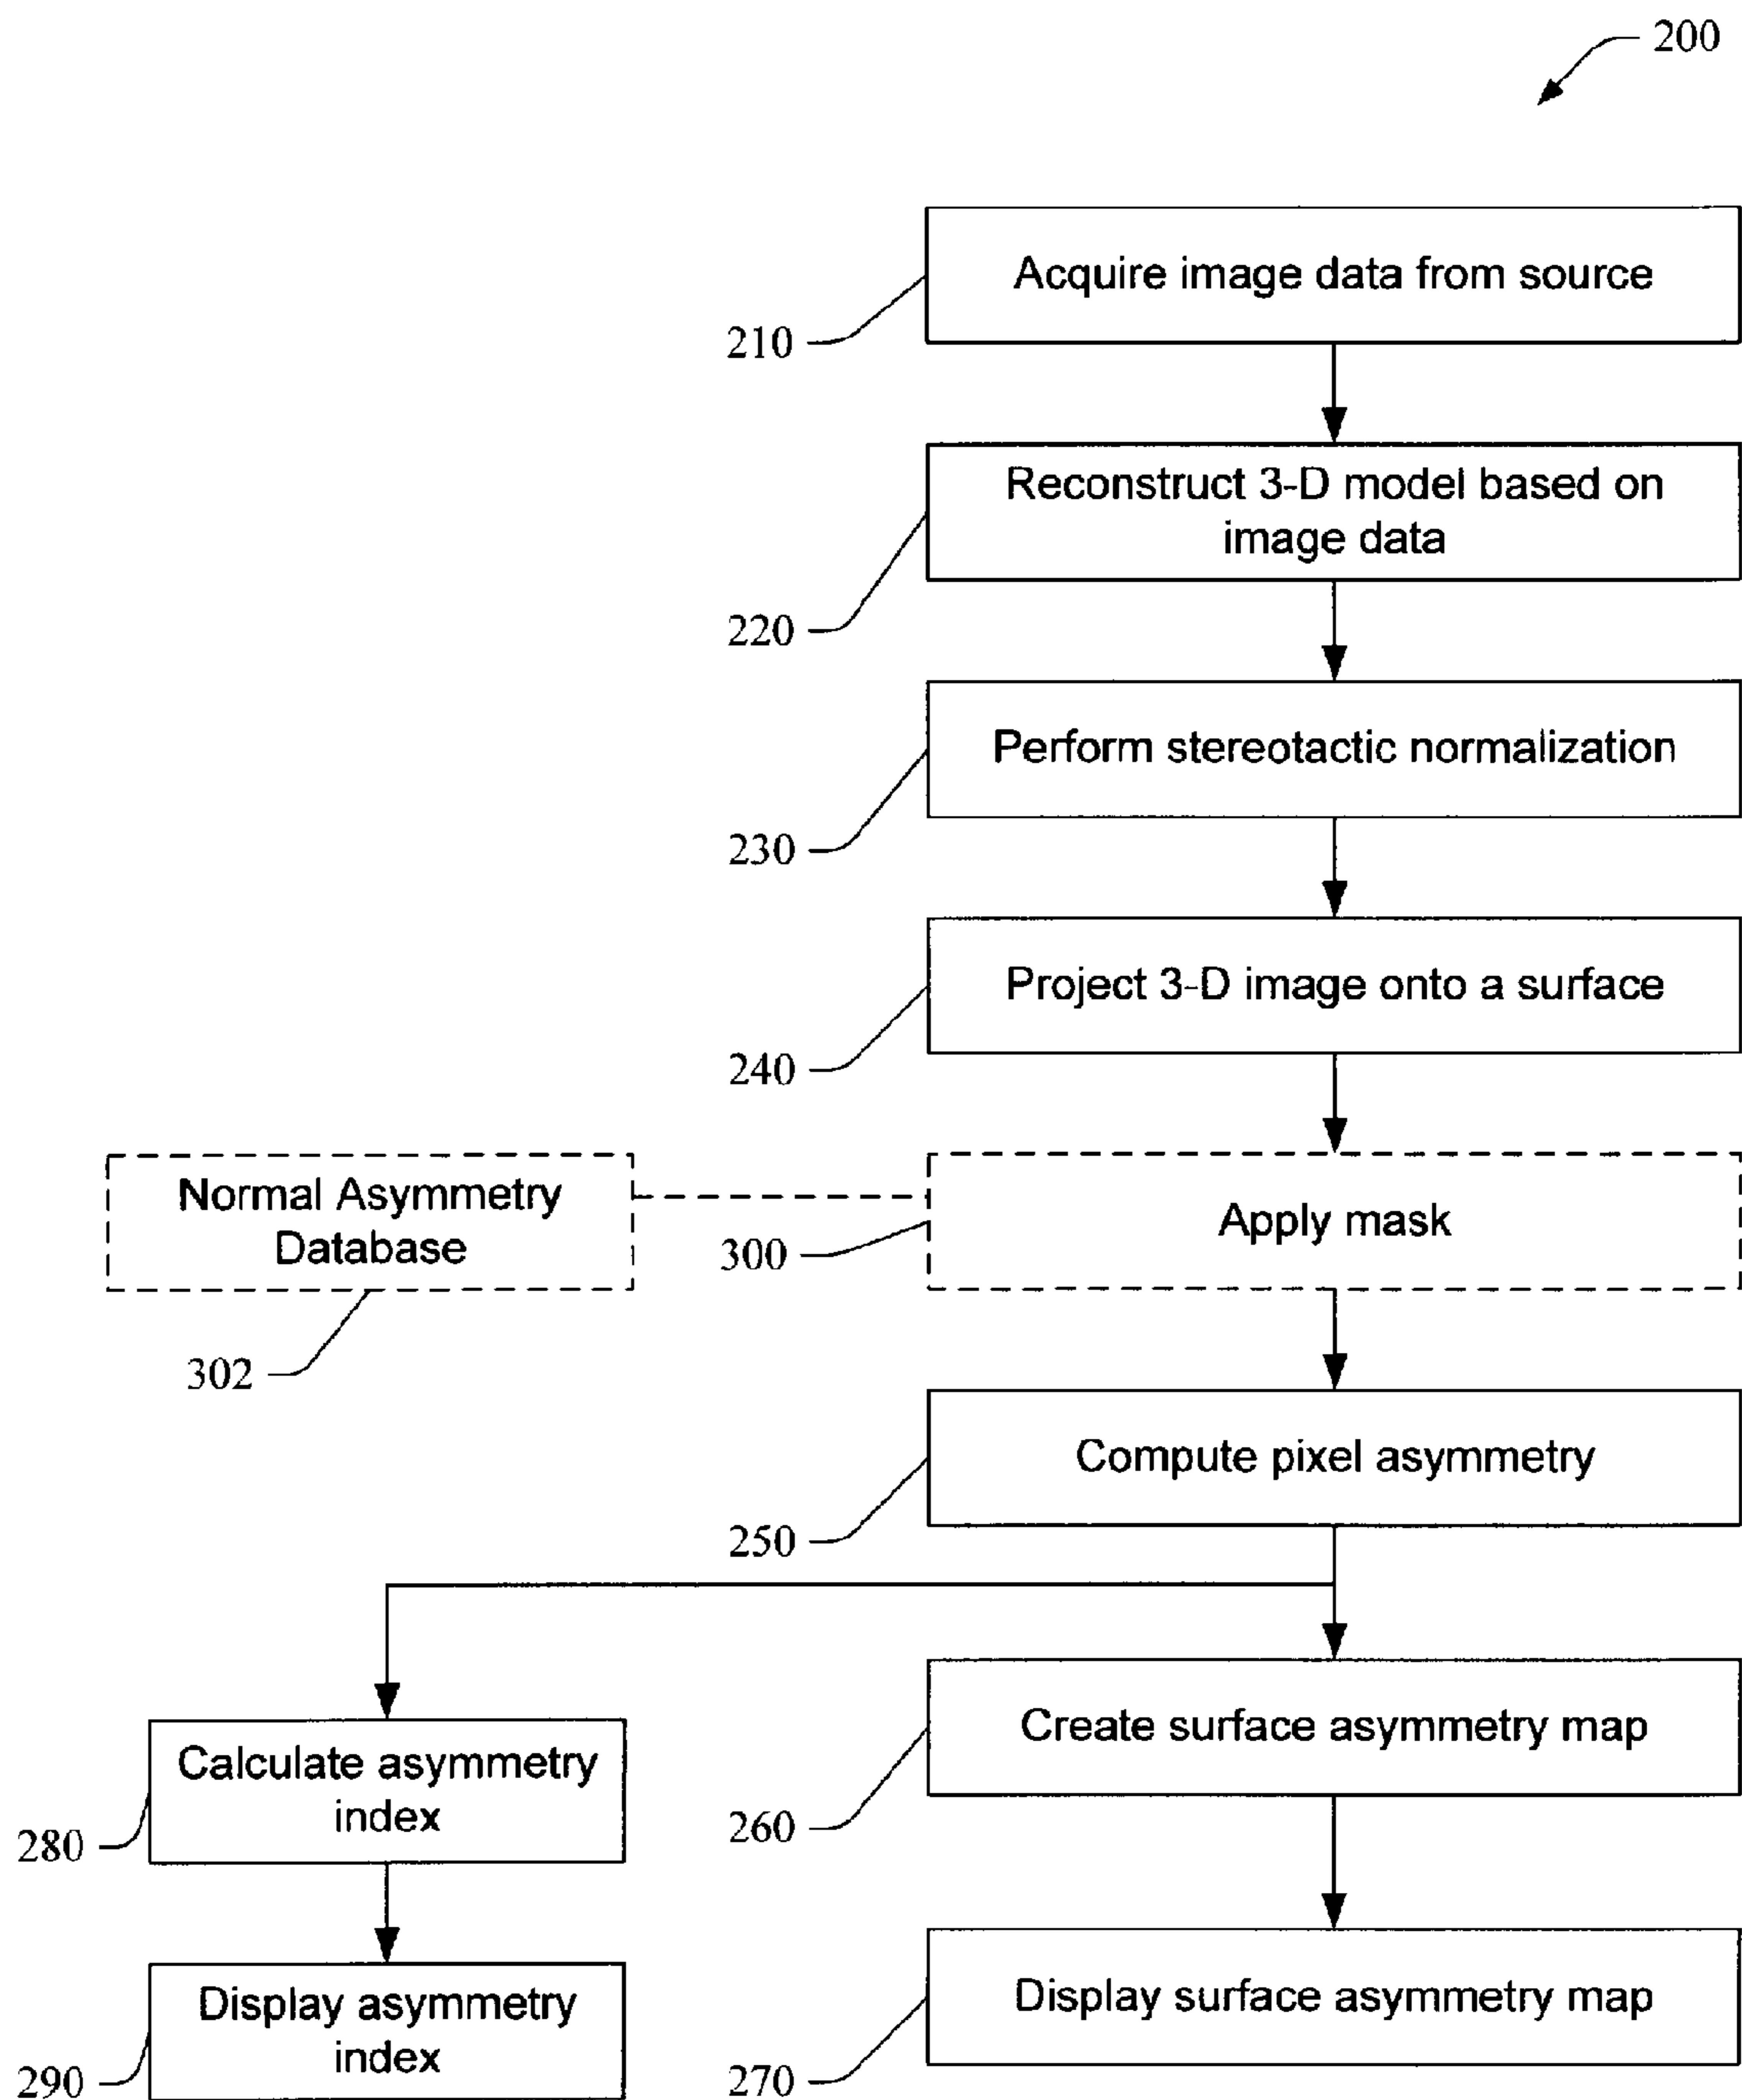 200
Acquire image data from source
210
Reconstruct 3-D model based on
image data
220
Perform stereotactic normalization
230
Project 3-D image onto a surface
240
Normal Asymmetry
Database
302
Apply mask
300
Compute pixel asymmetry
250
Create surface asymmetry map
260
Calculate asymmetry
index
280
Display surface asymmetry map
270
Display asymmetry
index
290